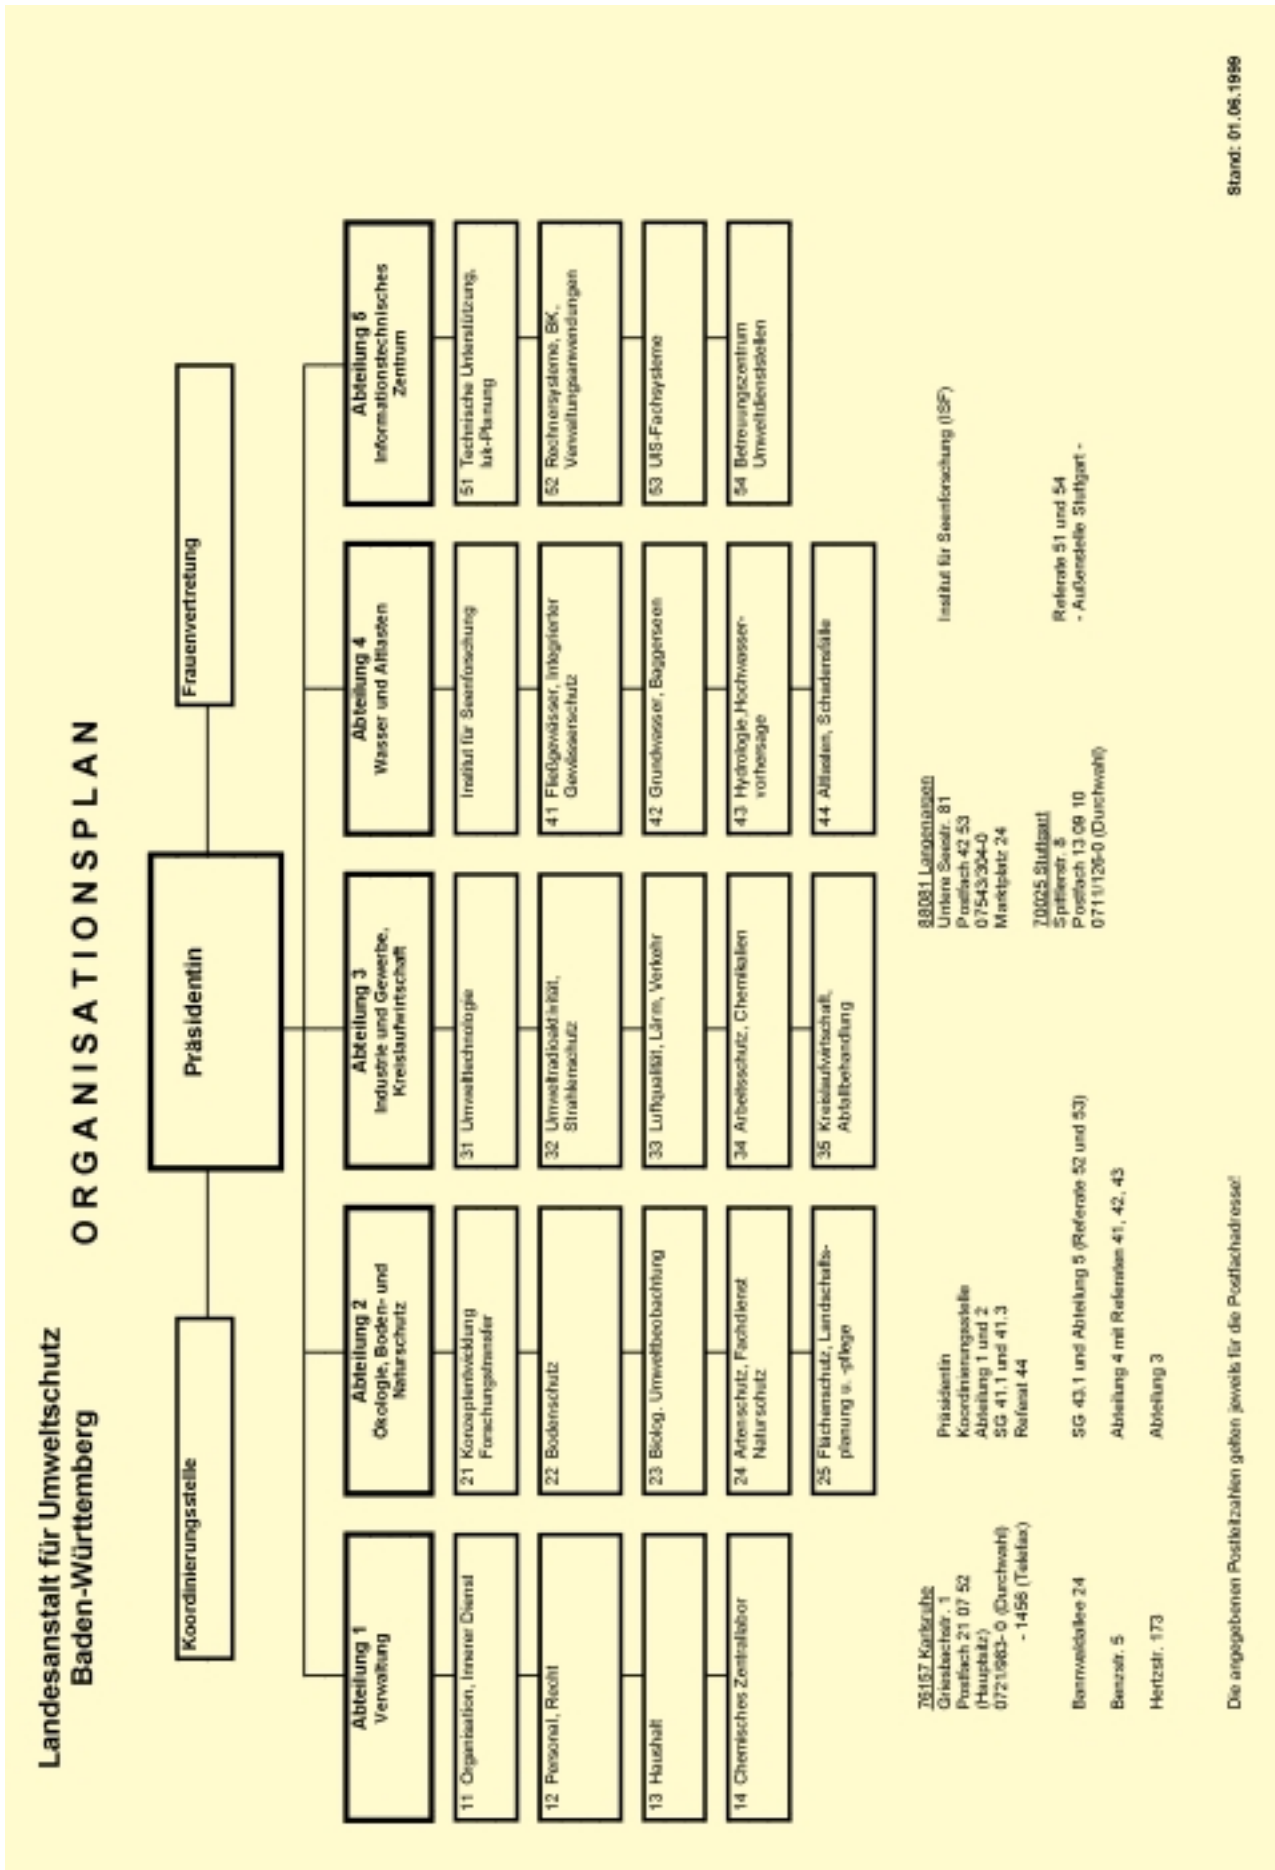 Landesanstalt für Umweltschutz
Baden-Württemberg
ORGANISATIONSPLAN
Koordinierungsstelle
Präsidentin
Frauenvertretung
Abteilung 1
Verwaltung
11 Organisation, Innerer Dienst
12 Personal, Recht
13 Haushalt
14 Chemisches Zentrallabor
Abteilung 2
Ökologie, Boden- und
Naturschutz
21 Konzeptentwicklung
Forschungstransfer
22 Bodenschutz
23 Biolog. Umweltbeobachtung
24 Artenschutz, Fachdienst
Naturschutz
25 Flächenschutz, Landschafts-
planung u. -pflege
Abteilung 3
Industrie und Gewerbe,
Kreislaufwirtschaft
31 Umwelttechnologie
32 Umweltradioaktivität,
Strahlenschutz
33 Luftqualität, Lärm, Verkehr
34 Arbeitsschutz, Chemikalien
35 Kreislaufwirtschaft,
Abfallbehandlung
Abteilung 4
Wasser und Altlasten
Institut für Seenforschung
41 Fließgewässer, Integrierter
Gewässerschutz
42 Grundwasser, Baggerseen
43 Hydrologie,Hochwasser-
vorhersage
44 Altlasten, Schadensfälle
Abteilung 5
Informationstechnisches
Zentrum
51 Technische Unterstützung,
IuK-Planung
52 Rechnersysteme, BK,
Verwaltungsanwendungen
53 UIS-Fachsysteme
54 Betreuungszentrum
Umweltdienststellen
76157 Karlsruhe
Griesbachstr. 1
Postfach 21 07 52
(Hauptsitz)
0721/983- 0 (Durchwahl)
- 1456 (Telefax)
Präsidentin
Koordinierungsstelle
Abteilung 1 und 2
SG 41.1 und 41.3
Referat 44
Bannwaldallee 24
SG 43.1 und Abteilung 5 (Referate 52 und 53)
Benzstr. 5
Abteilung 4 mit Referaten 41, 42, 43
Hertzstr. 173
Abteilung 3
88081 Langenargen
Untere Seestr. 81
Postfach 42 53
07543/304-0
Marktplatz 24
Institut für Seenforschung (ISF)
70025 Stuttgart
Spittlerstr. 8
Postfach 13 09 10
0711/126-0 (Durchwahl)
Referate 51 und 54
- Außenstelle Stuttgart -
Die angegebenen Postleitzahlen gelten jeweils für die Postfachadresse!
Stand: 01.06.1999